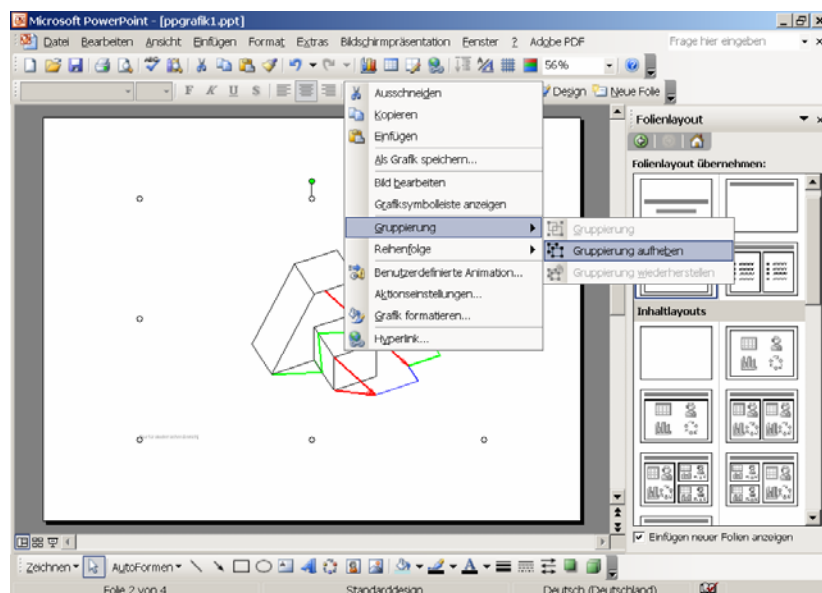 Microsoft PowerPoint - [ppgrafik1.ppt]
Datei Bearbeiten Ansicht Einfügen Format Extras Bildschirmpräsentation Fenster ? Adobe PDF
Frage hier eingeben
56%
F K U S
Design Neue Folie
Ausschneiden
Kopieren
Einfügen
Als Grafik speichern...
Bild bearbeiten
Grafiksymbolleiste anzeigen
Gruppierung
Reihenfolge
Benutzerdefinierte Animation...
Aktionseinstellungen...
Grafik formatieren...
Hyperlink...
Gruppierung
Gruppierung aufheben
Gruppierung wiederherstellen
Folienlayout
Folienlayout übernehmen:
Inhaltlayouts
Einfügen neuer Folien anzeigen
Zeichnen AutoFormen
Folie 2 von 4 Standarddesign Deutsch (Deutschland)